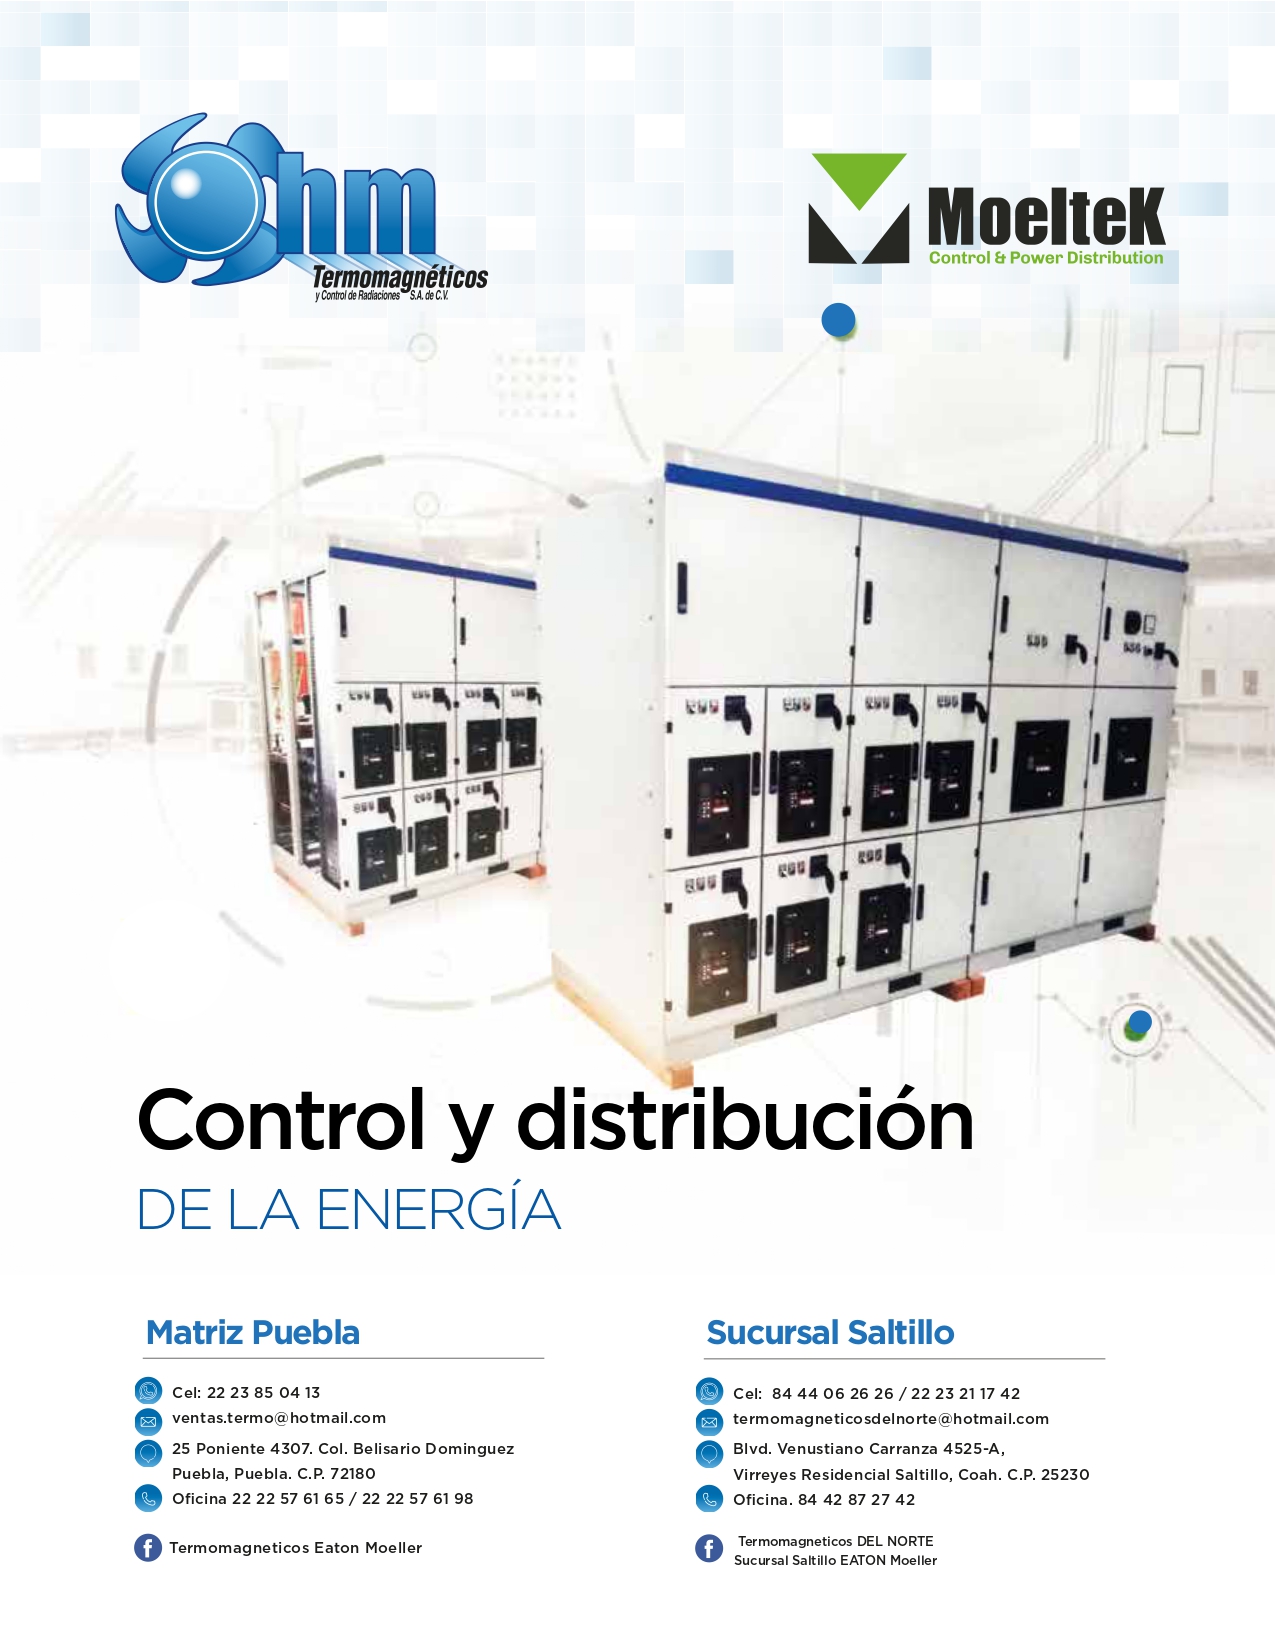 Ohm
Termomagnéticos
y Control de Radiaciones S.A. de C.V.
MoelteK
Control & Power Distribution
Control y distribución
DE LA ENERGÍA
Matriz Puebla
Cel: 22 23 85 04 13
ventas.termo@hotmail.com
25 Poniente 4307. Col. Belisario Dominguez
Puebla, Puebla. C.P. 72180
Oficina 22 22 57 61 65 / 22 22 57 61 98
Termomagneticos Eaton Moeller
Sucursal Saltillo
Cel: 84 44 06 26 26 / 22 23 21 17 42
termomagneticosdelnorte@hotmail.com
Blvd. Venustiano Carranza 4525-A,
Virreyes Residencial Saltillo, Coah. C.P. 25230
Oficina. 84 42 87 27 42
Termomagneticos DEL NORTE
Sucursal Saltillo EATON Moeller